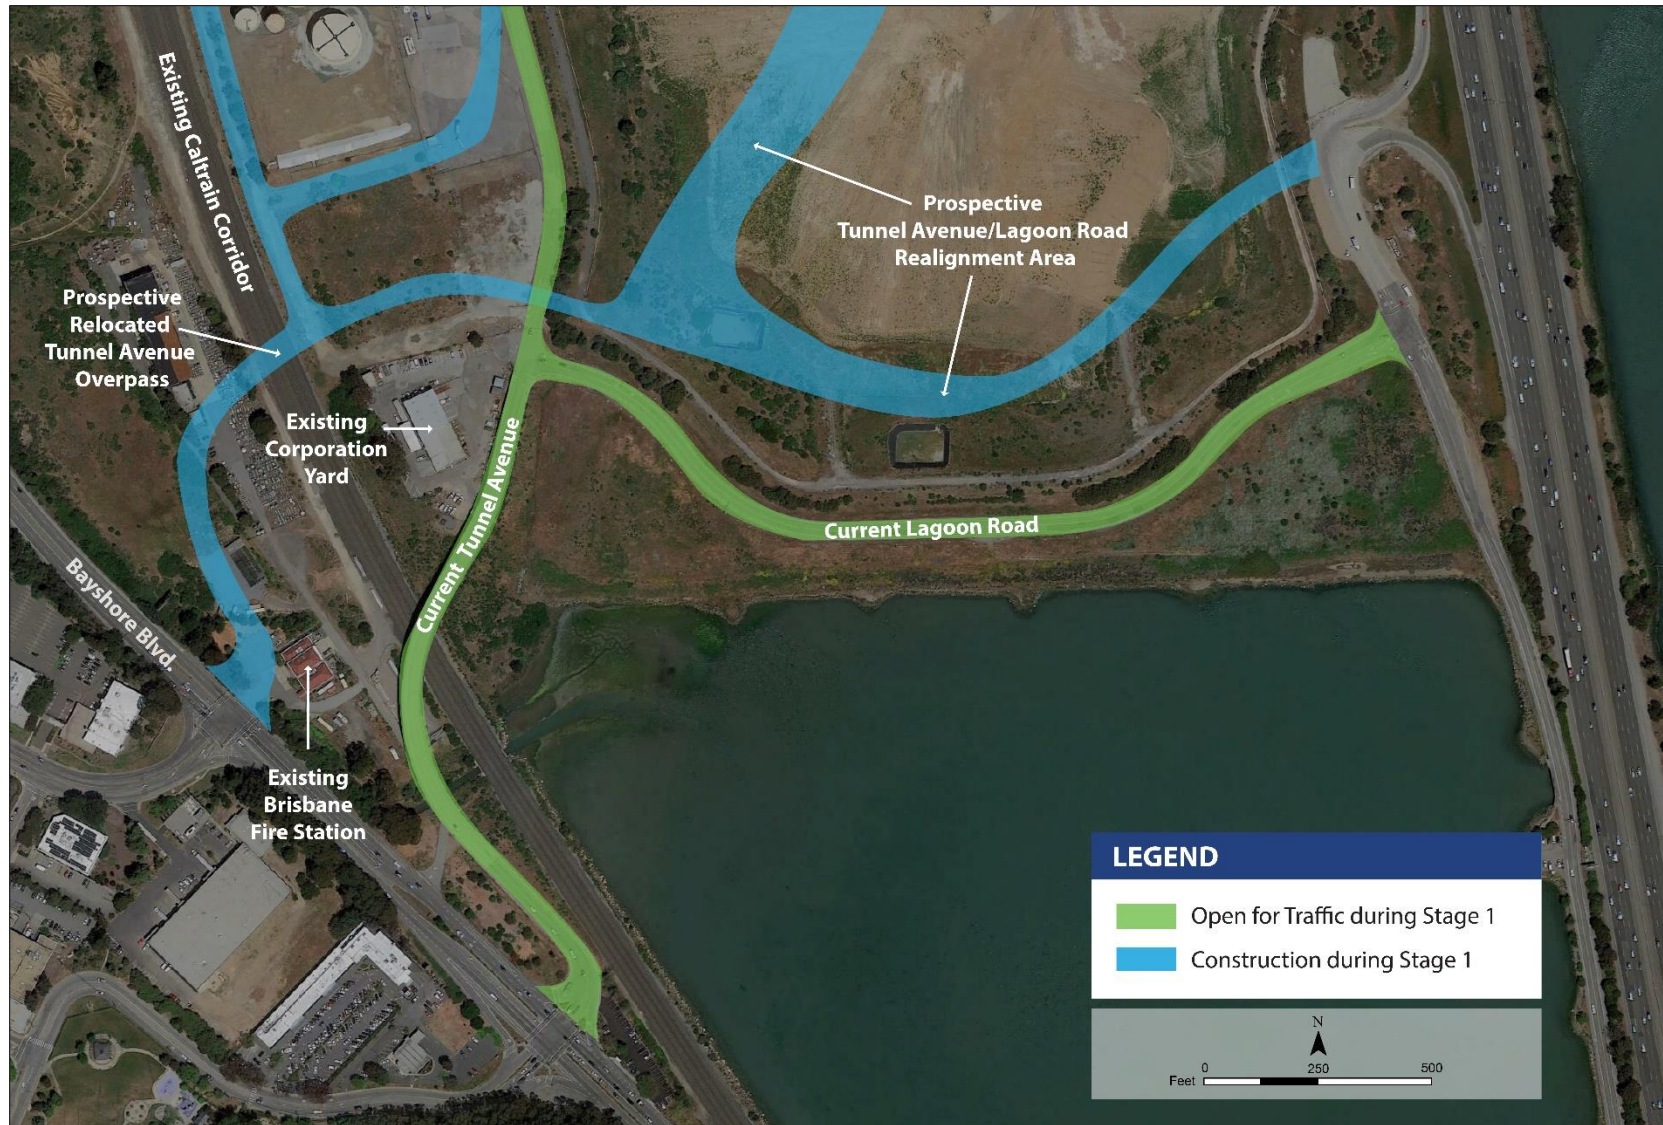 Existing Caltrain Corridor
Prospective
Tunnel Avenue/Lagoon Road
Realignment Area
Prospective
Relocated
Tunnel Avenue
Overpass
Existing
Corporation
Yard
Current Tunnel Avenue
Current Lagoon Road
Bayshore Blvd.
Existing
Brisbane
Fire Station
LEGEND
Open for Traffic during Stage 1
Construction during Stage 1
N
0 250 500
Feet